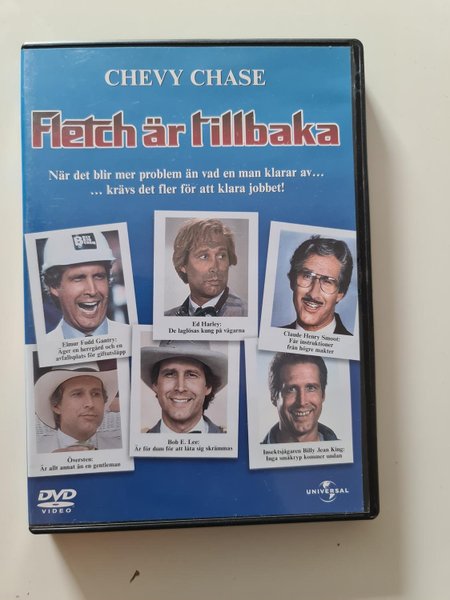 CHEVY CHASE
Fletch är tillbaka
När det blir mer problem än vad en man klarar av...
... krävs det fler för att klara jobbet!
Elmer Fudd Gantry:
Äger en herrgård och en
avfallsplats för giftutsläpp
Ed Harley:
De laglösas kung på vägarna
Claude Henry Smoot:
Får instruktioner
från högre makter
Översten:
Är allt annat än en gentleman
Bob E. Lee:
Är för dum för att låta sig skrämmas
Insektsjägaren Billy Jean King:
Inga småkryp kommer undan
DVD
VIDEO
UNIVERSAL